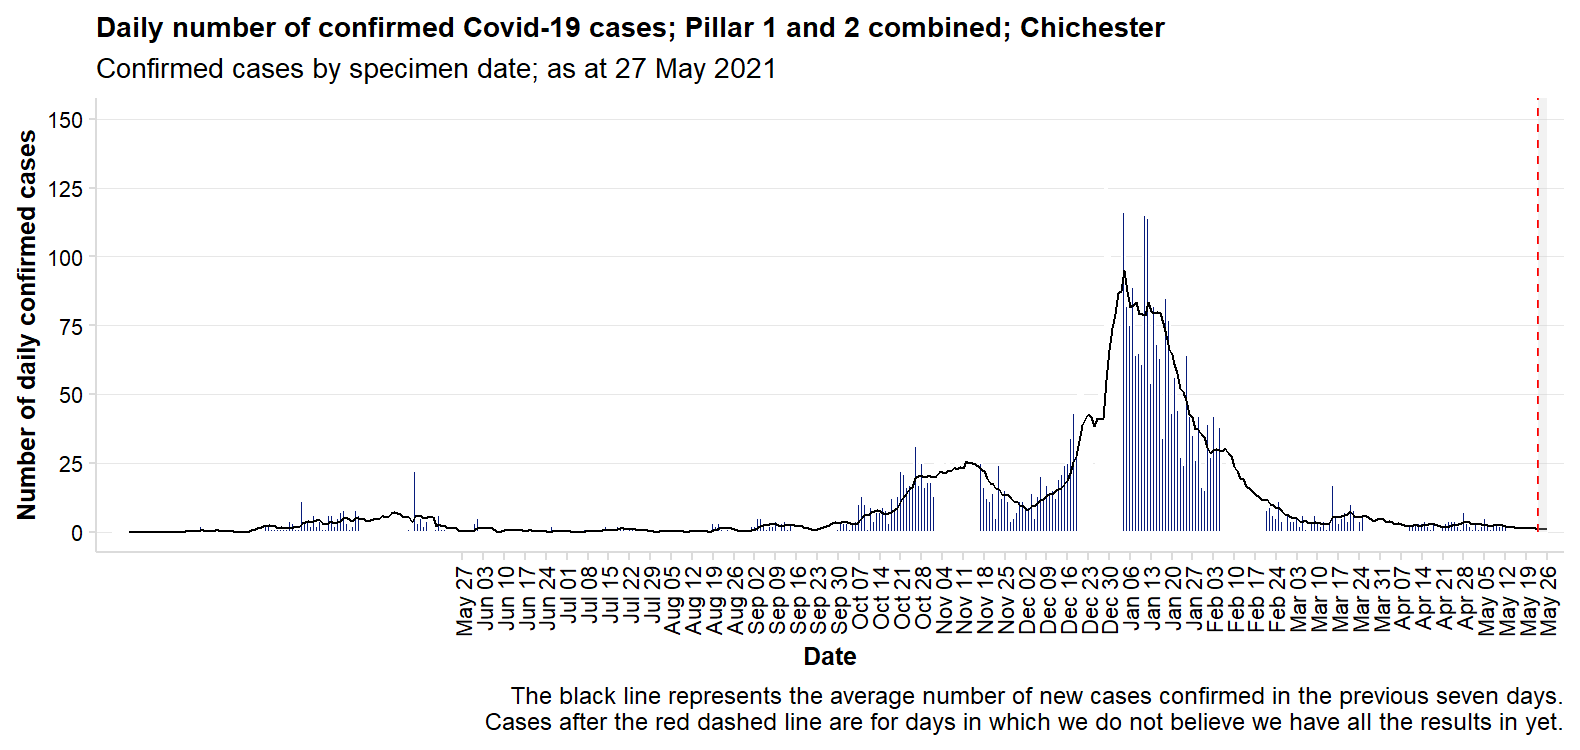 Daily number of confirmed Covid-19 cases; Pillar 1 and 2 combined; Chichester
Confirmed cases by specimen date; as at 27 May 2021
Number of daily confirmed cases
150
125
100
75
50
25
0
May 27
Jun 03
Jun 10
Jun 17
Jun 24
Jul 01
Jul 08
Jul 15
Jul 22
Jul 29
Aug 05
Aug 12
Aug 19
Aug 26
Sep 02
Sep 09
Sep 16
Sep 23
Sep 30
Oct 07
Oct 14
Oct 21
Oct 28
Nov 04
Nov 11
Nov 18
Nov 25
Dec 02
Dec 09
Dec 16
Dec 23
Dec 30
Jan 06
Jan 13
Jan 20
Jan 27
Feb 03
Feb 10
Feb 17
Feb 24
Mar 03
Mar 10
Mar 17
Mar 24
Mar 31
Apr 07
Apr 14
Apr 21
Apr 28
May 05
May 12
May 19
May 26
Date
The black line represents the average number of new cases confirmed in the previous seven days.
Cases after the red dashed line are for days in which we do not believe we have all the results in yet.